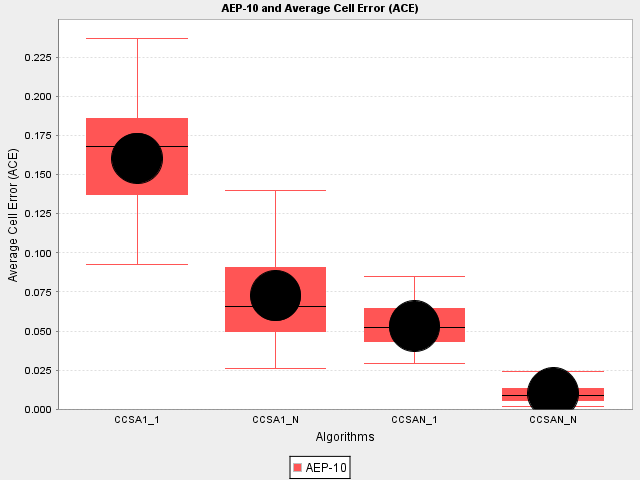 AEP-10 and Average Cell Error (ACE)
Average Cell Error (ACE)
0.225
0.200
0.175
0.150
0.125
0.100
0.075
0.050
0.025
0.000
CCSA1_1 CCSA1_N CCSAN_1 CCSAN_N
Algorithms
AEP-10